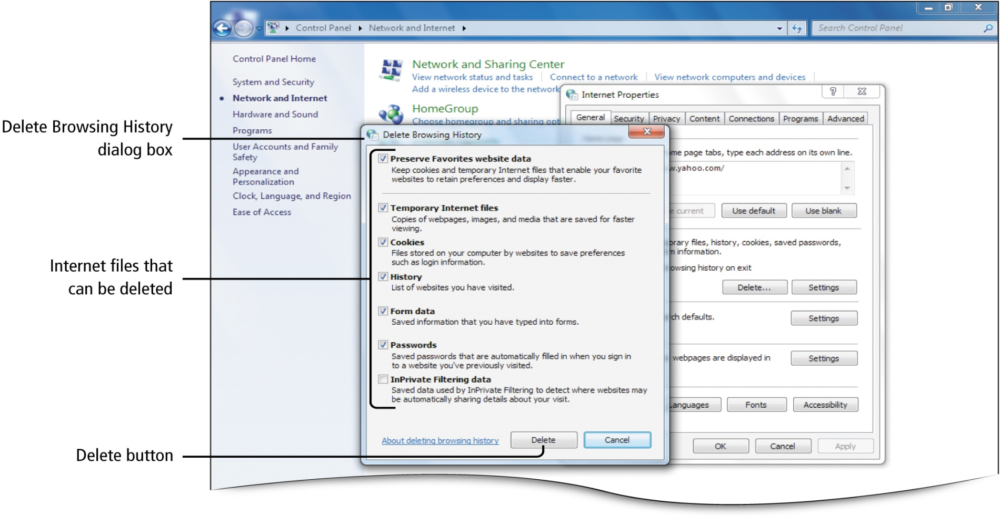 Control Panel
Network and Internet
Search Control Panel
Control Panel Home
System and Security
Network and Internet
Hardware and Sound
Programs
User Accounts and Family
Safety
Appearance and
Personalization
Clock, Language, and Region
Ease of Access
Network and Sharing Center
View network status and tasks
Connect to a network
View network computers and devices
Add a wireless device to the network
HomeGroup
Choose homegroup and sharing opt
Internet Properties
General
Security
Privacy
Content
Connections
Programs
Advanced
me page tabs, type each address on its own line.
w.yahoo.com/
e current
Use default
Use blank
orary files, history, cookies, saved passwords,
m information.
owsing history on exit
Delete...
Settings
ch defaults.
Settings
webpages are displayed in
Settings
anguages
Fonts
Accessibility
OK
Cancel
Apply
Delete Browsing History
Preserve Favorites website data
Keep cookies and temporary Internet files that enable your favorite
websites to retain preferences and display faster.
Temporary Internet files
Copies of webpages, images, and media that are saved for faster
viewing.
Cookies
Files stored on your computer by websites to save preferences
such as login information.
History
List of websites you have visited.
Form data
Saved information that you have typed into forms.
Passwords
Saved passwords that are automatically filled in when you sign in
to a website you've previously visited.
InPrivate Filtering data
Saved data used by InPrivate Filtering to detect where websites may
be automatically sharing details about your visit.
About deleting browsing history
Delete
Cancel
Delete Browsing History
dialog box
Internet files that
can be deleted
Delete button